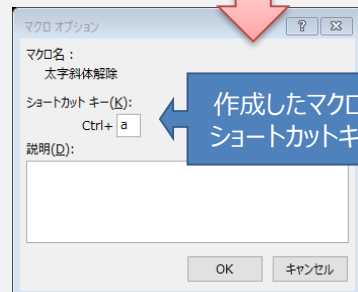 マクロ オプション
マクロ名：
太字斜体解除
ショートカット キー(K):
Ctrl+ a
作成したマクロ
ショートカットキ
説明(D):
OK
キャンセル